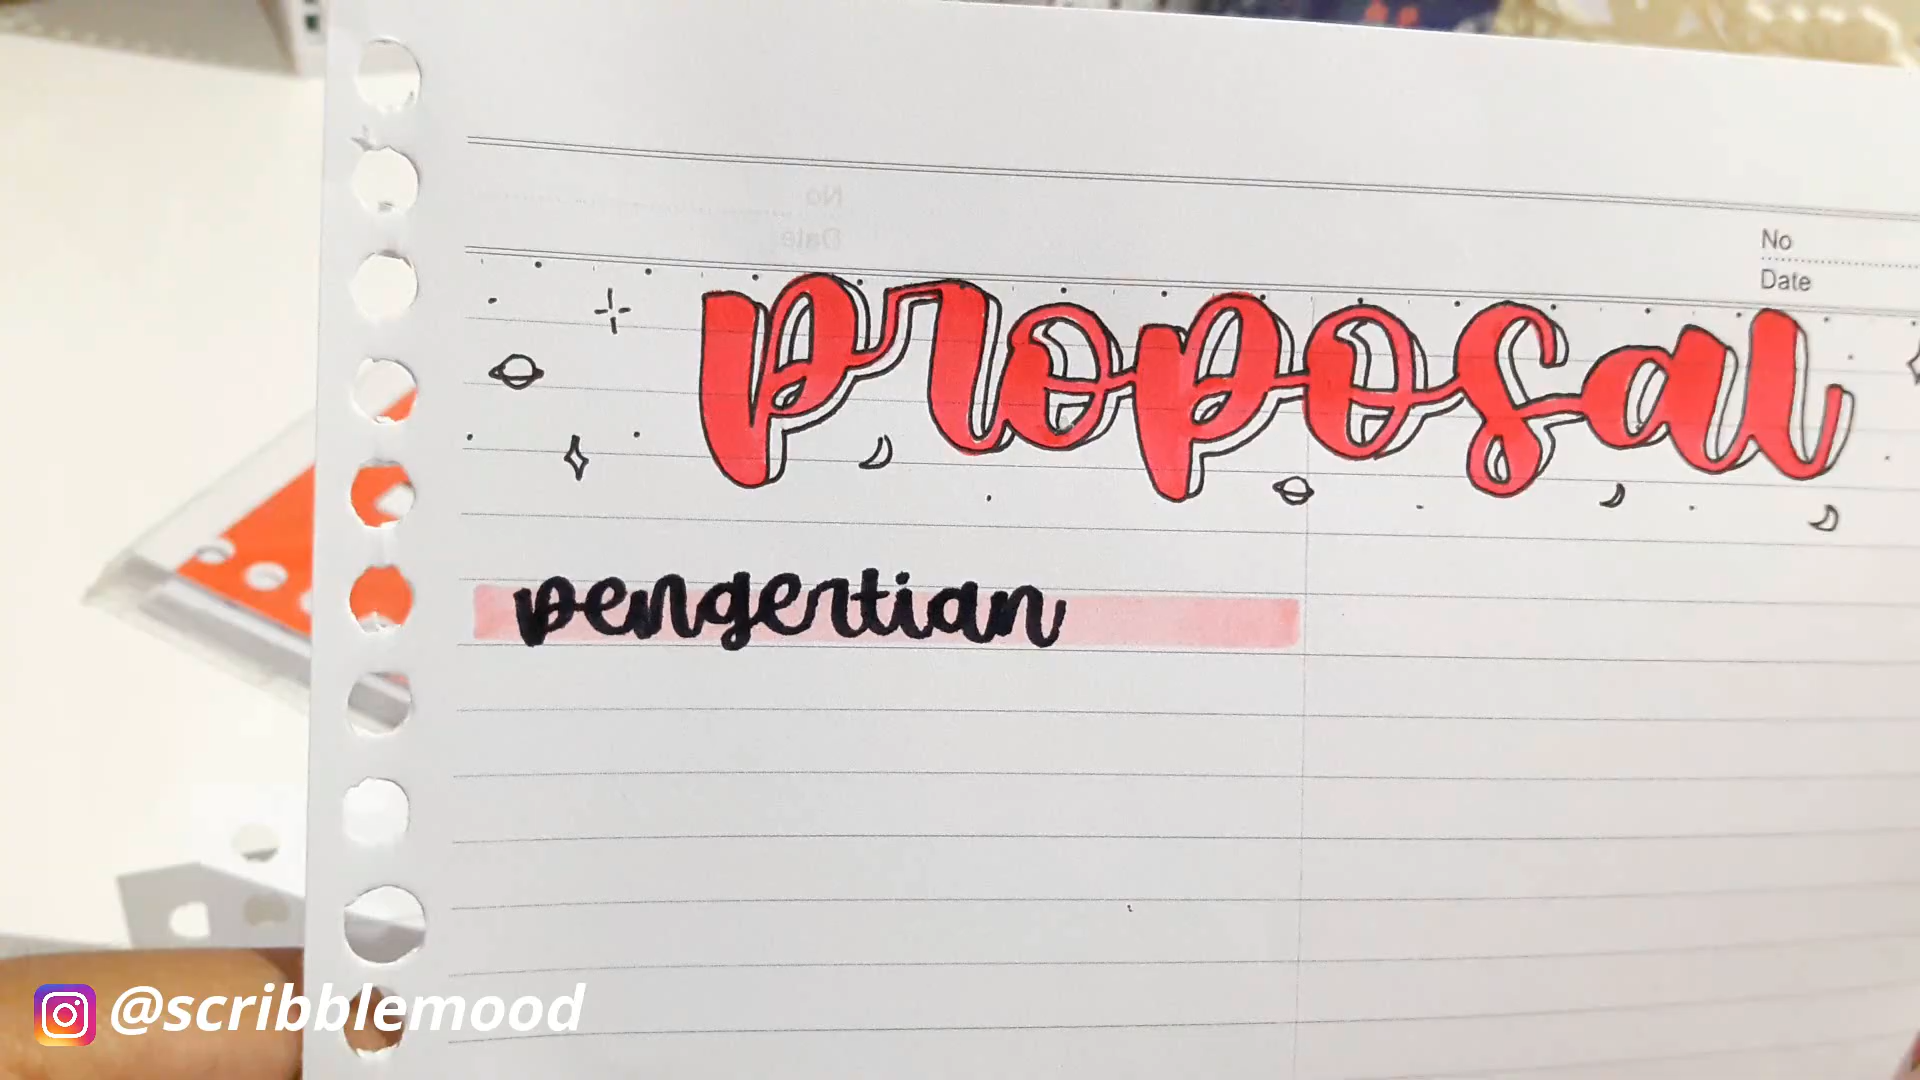 No
Date
proposal
pengertian
@scribblemood